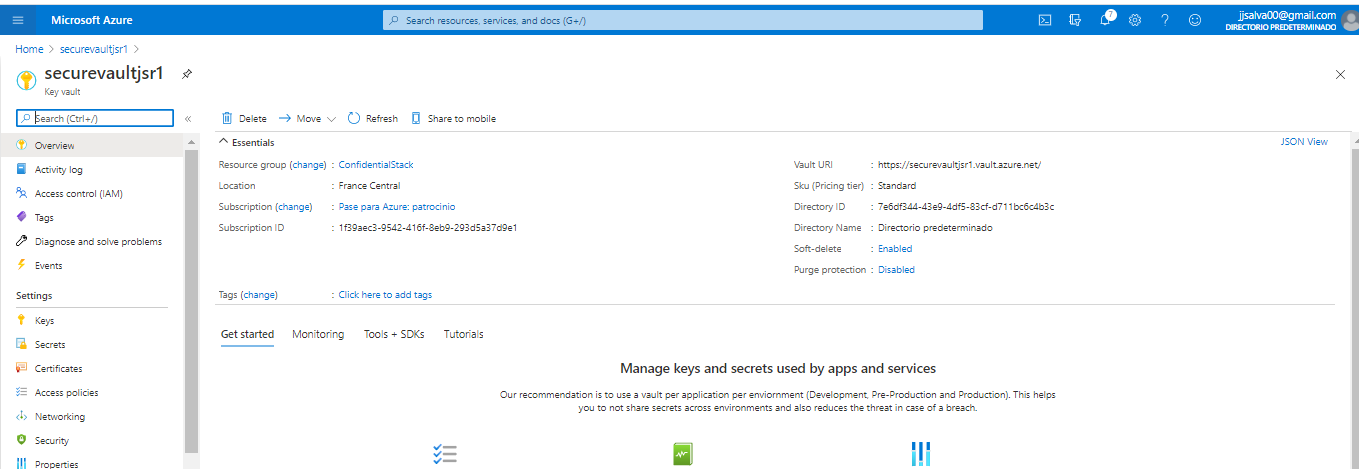 Microsoft Azure
Search resources, services, and docs (G+/)
7
jjsalva00@gmail.com
DIRECTORIO PREDETERMINADO
Home > securevaultjsr1 >
securevaultjsr1
Key vault
Search (Ctrl+/)
«
Overview
Activity log
Access control (IAM)
Tags
Diagnose and solve problems
Events
Settings
Keys
Secrets
Certificates
Access policies
Networking
Security
Properties
Delete
Move
Refresh
Share to mobile
Essentials
JSON View
Resource group (change) : ConfidentialStack
Location : France Central
Subscription (change) : Pase para Azure: patrocinio
Subscription ID : 1f39aec3-9542-416f-8eb9-293d5a37d9e1
Vault URI : https://securevaultjsr1.vault.azure.net/
Sku (Pricing tier) : Standard
Directory ID : 7e6df344-43e9-4df5-83cf-d711bc6c4b3c
Directory Name : Directorio predeterminado
Soft-delete : Enabled
Purge protection : Disabled
Tags (change) : Click here to add tags
Get started Monitoring Tools + SDKs Tutorials
Manage keys and secrets used by apps and services
Our recommendation is to use a vault per application per enviornment (Development, Pre-Production and Production). This helps
you to not share secrets across environments and also reduces the threat in case of a breach.